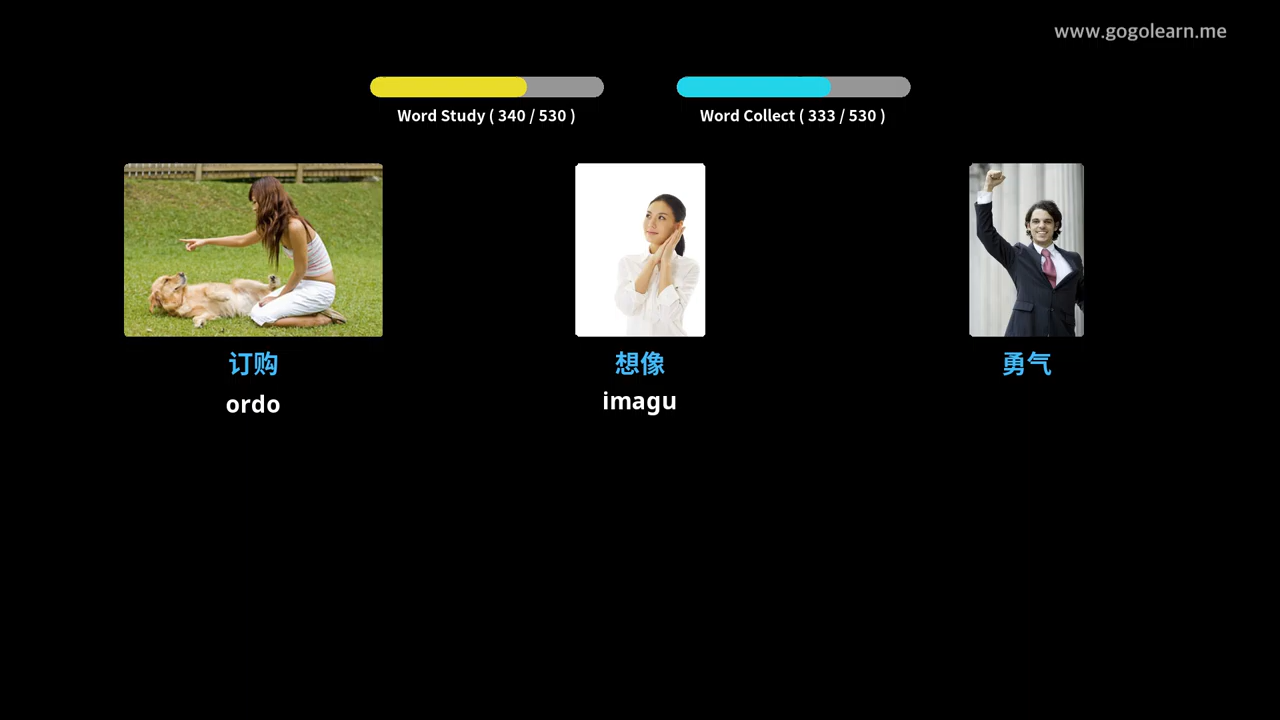 www.gogolearn.me
Word Study ( 340 / 530 )
Word Collect ( 333 / 530 )
订购
想像
勇气
ordo
imagu